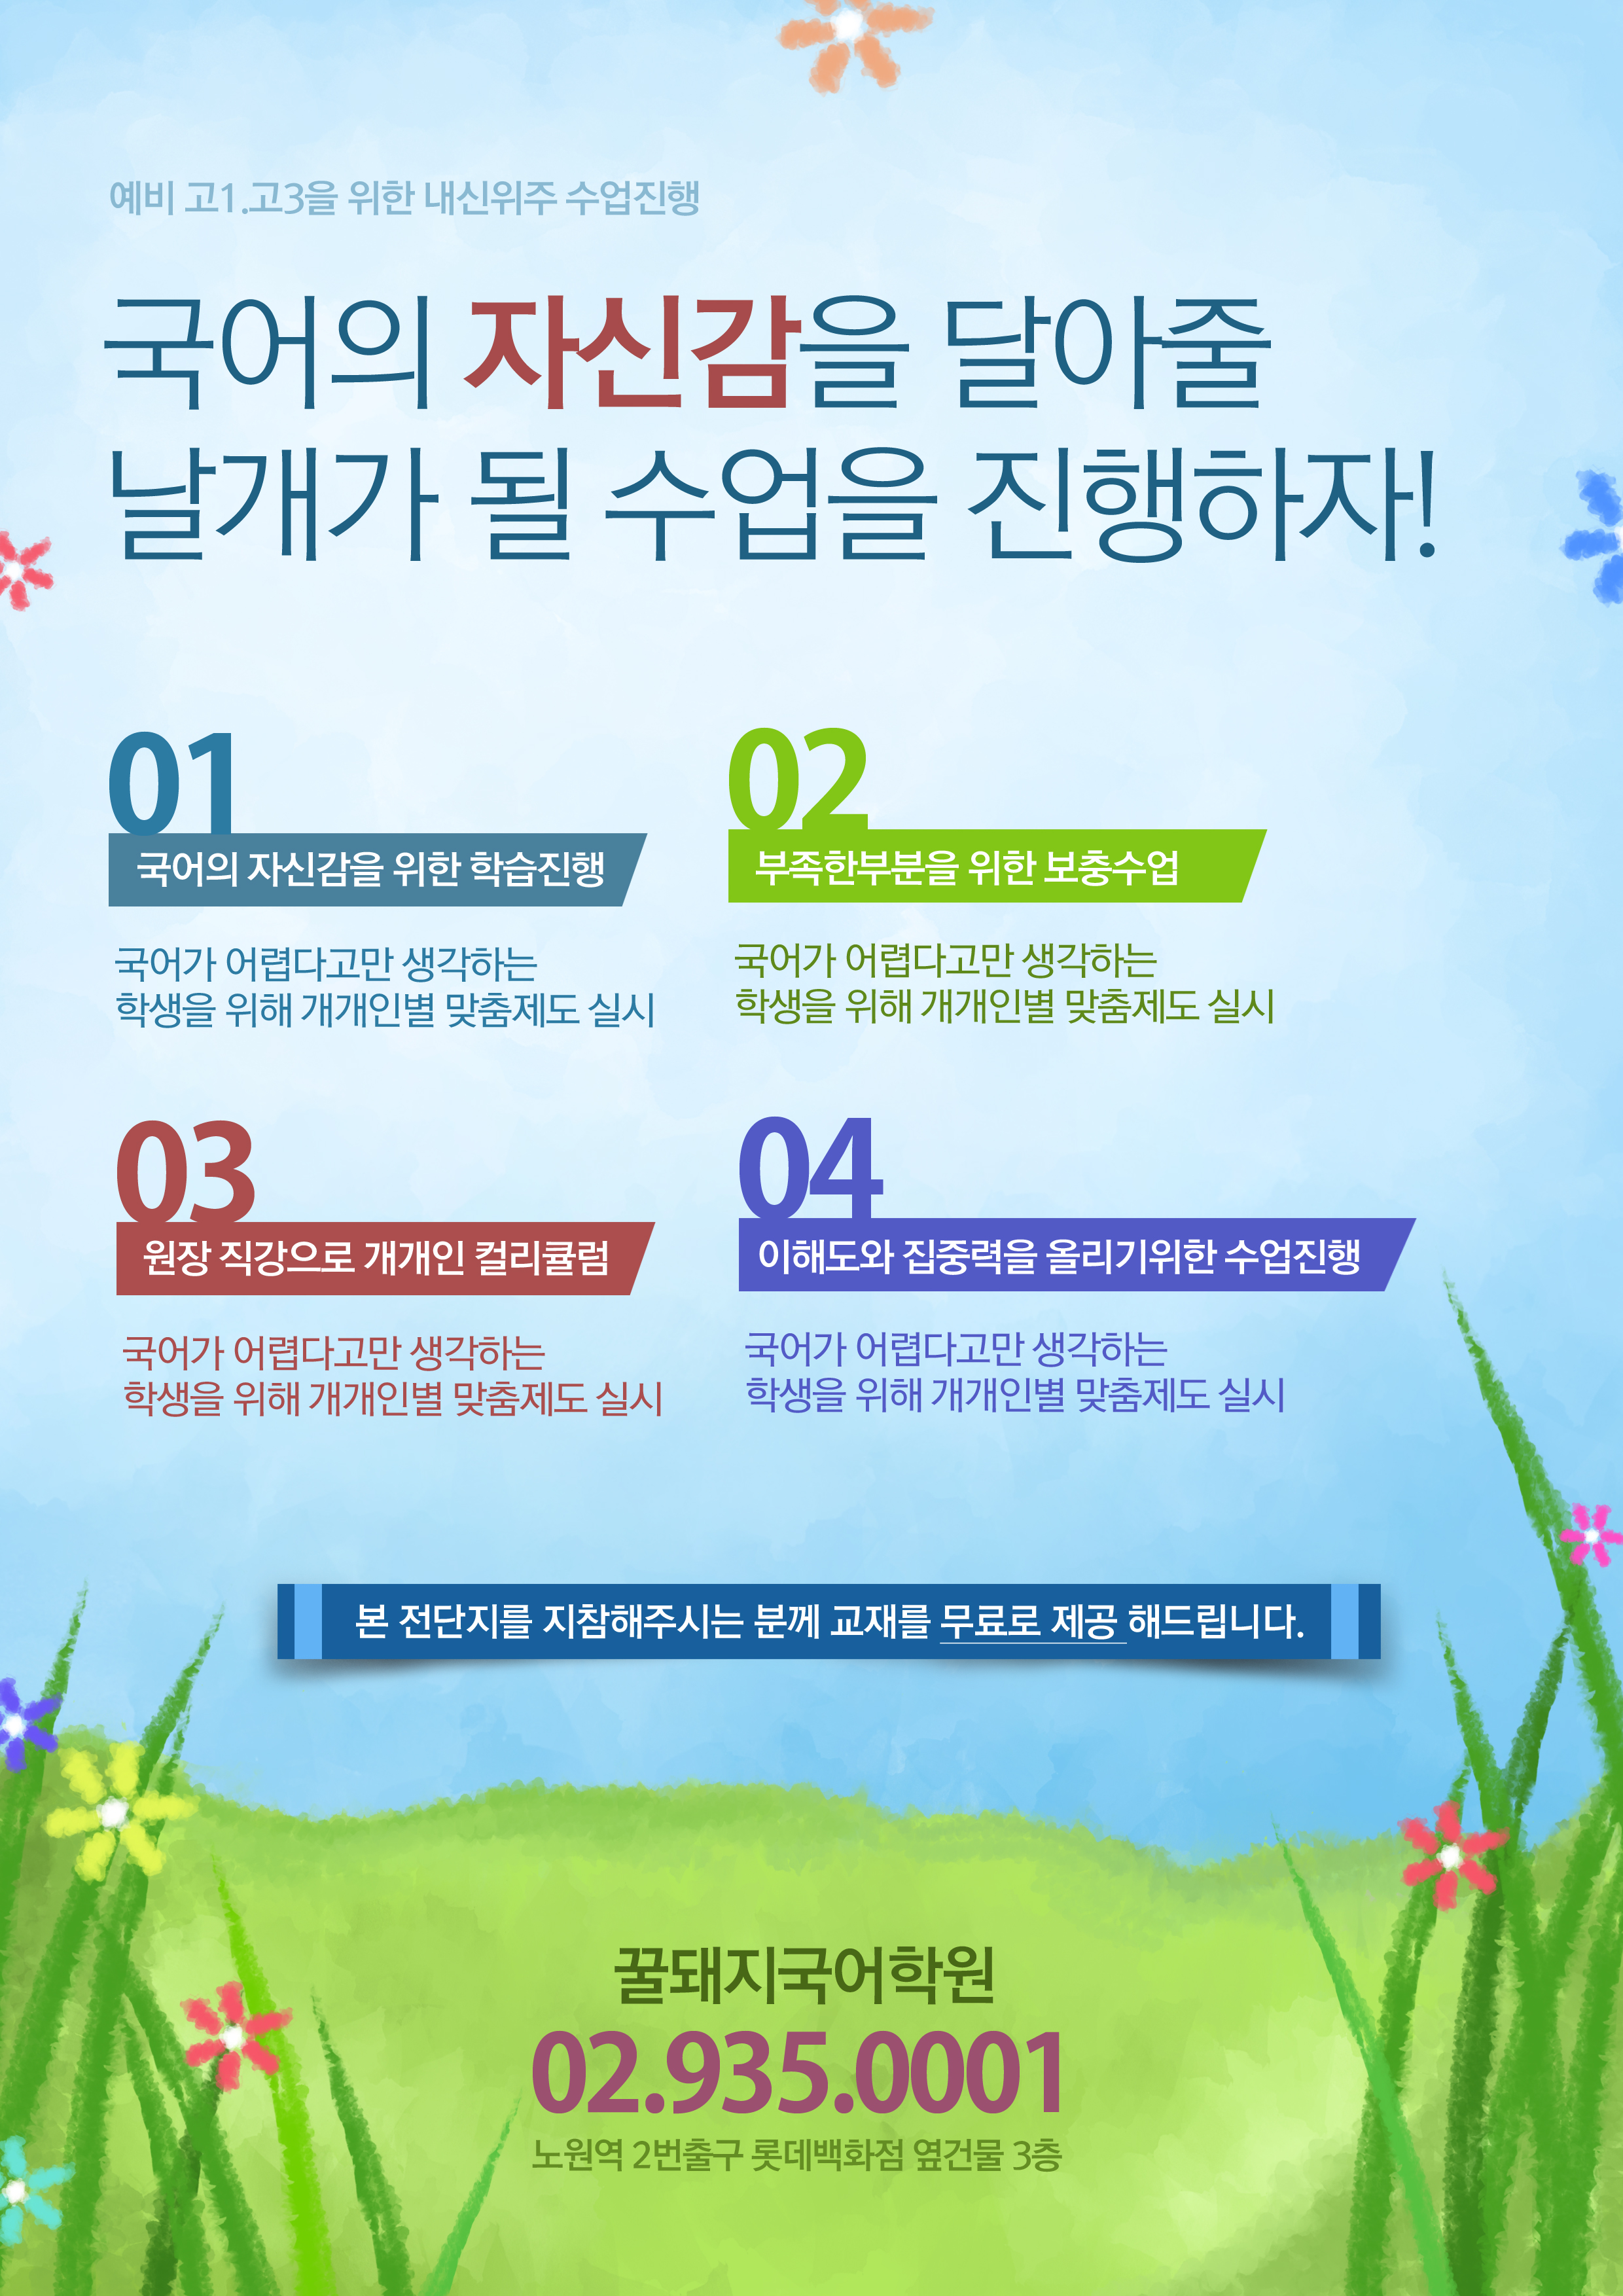 예비 고1.고3을 위한 내신위주 수업진행
국어의 자신감을 달아줄
날개가 될 수업을 진행하자!
01
국어의 자신감을 위한 학습진행
국어가 어렵다고만 생각하는
학생을 위해 개개인별 맞춤제도 실시
02
부족한부분을 위한 보충수업
국어가 어렵다고만 생각하는
학생을 위해 개개인별 맞춤제도 실시
03
원장 직강으로 개개인 컬리큘럼
국어가 어렵다고만 생각하는
학생을 위해 개개인별 맞춤제도 실시
04
이해도와 집중력을 올리기위한 수업진행
국어가 어렵다고만 생각하는
학생을 위해 개개인별 맞춤제도 실시
본 전단지를 지참해주시는 분께 교재를 무료로 제공 해드립니다.
꿀돼지국어학원
02.935.0001
노원역 2번출구 롯데백화점 옆건물 3층